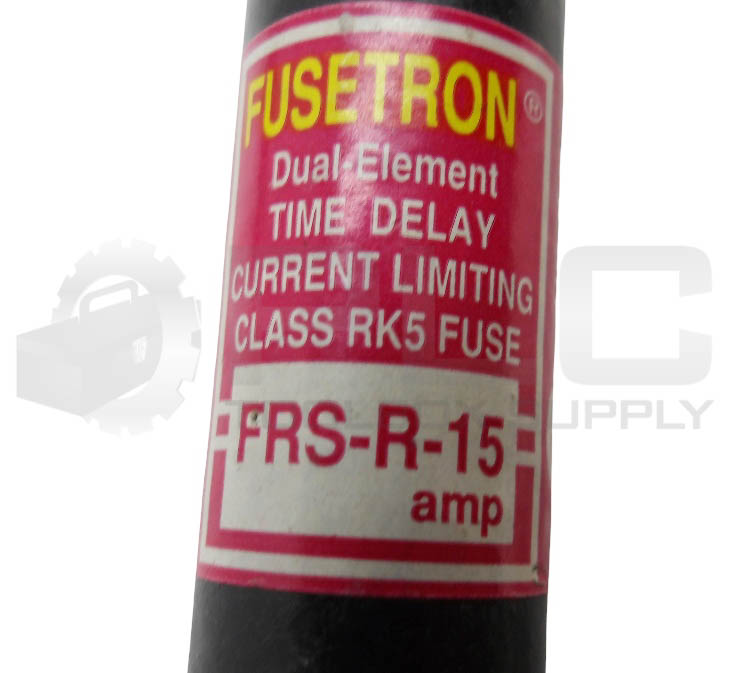 FUSETRON®
Dual-Element
TIME DELAY
CURRENT LIMITING
CLASS RK5 FUSE
FRS-R-15
amp